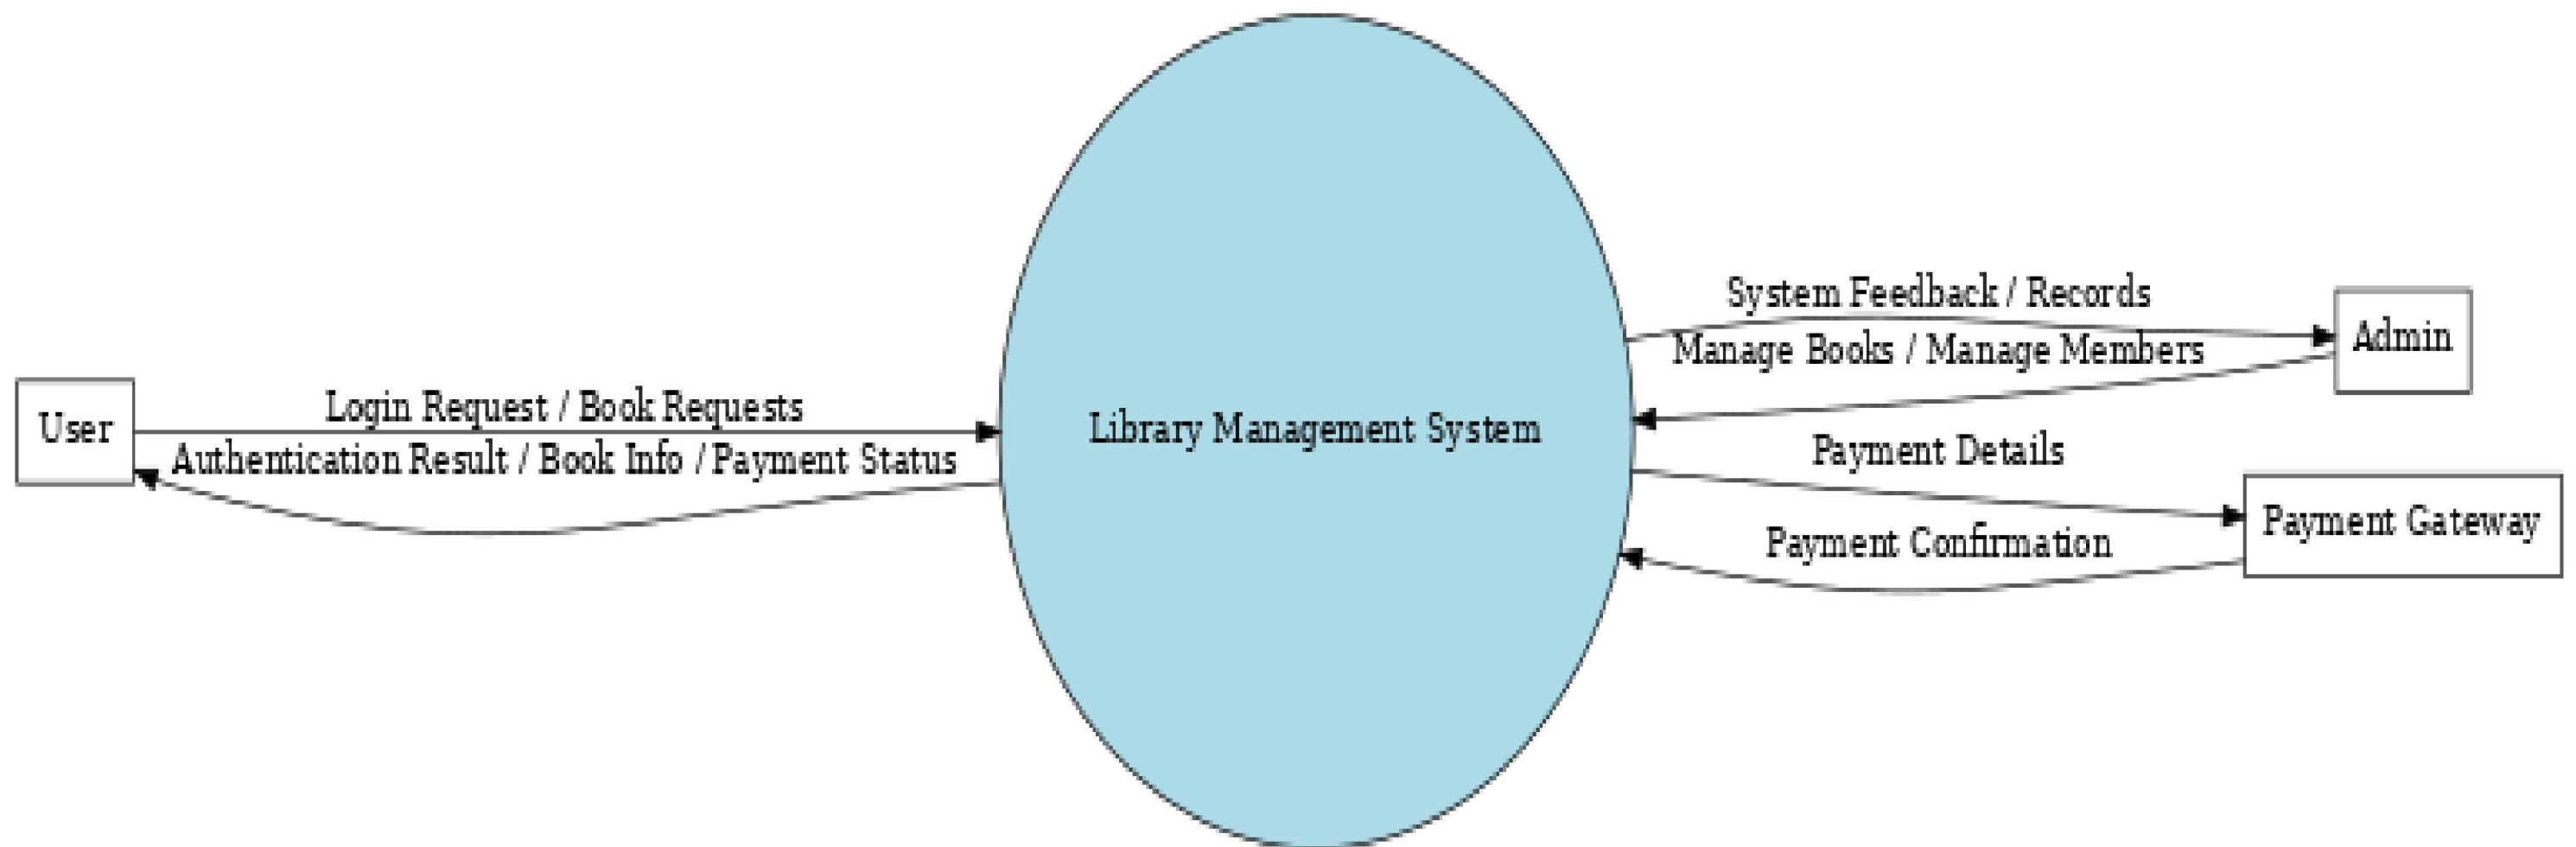 User
Login Request / Book Requests
Authentication Result / Book Info / Payment Status
Library Management System
System Feedback / Records
Manage Books / Manage Members
Admin
Payment Details
Payment Gateway
Payment Confirmation